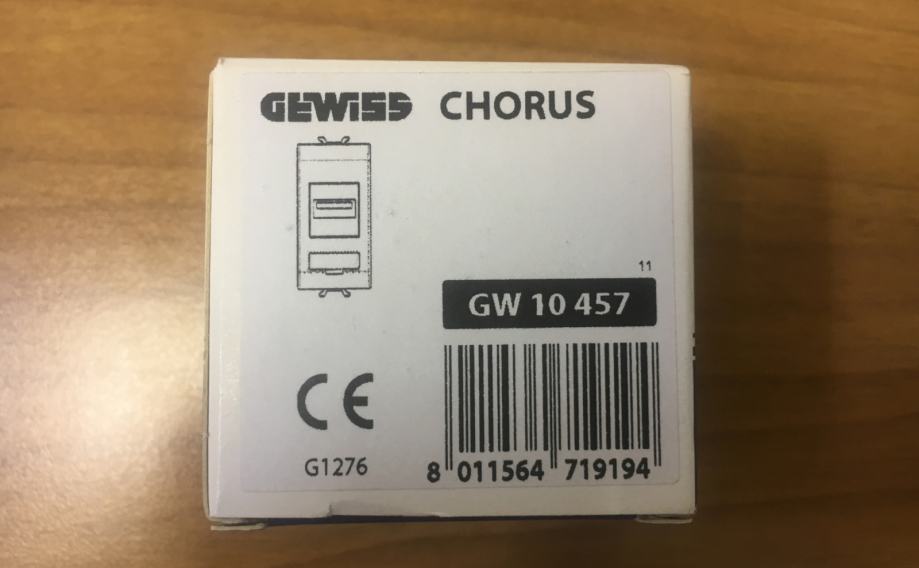 GEWISS CHORUS
11
GW 10 457
CE
G1276
8 011564 719194